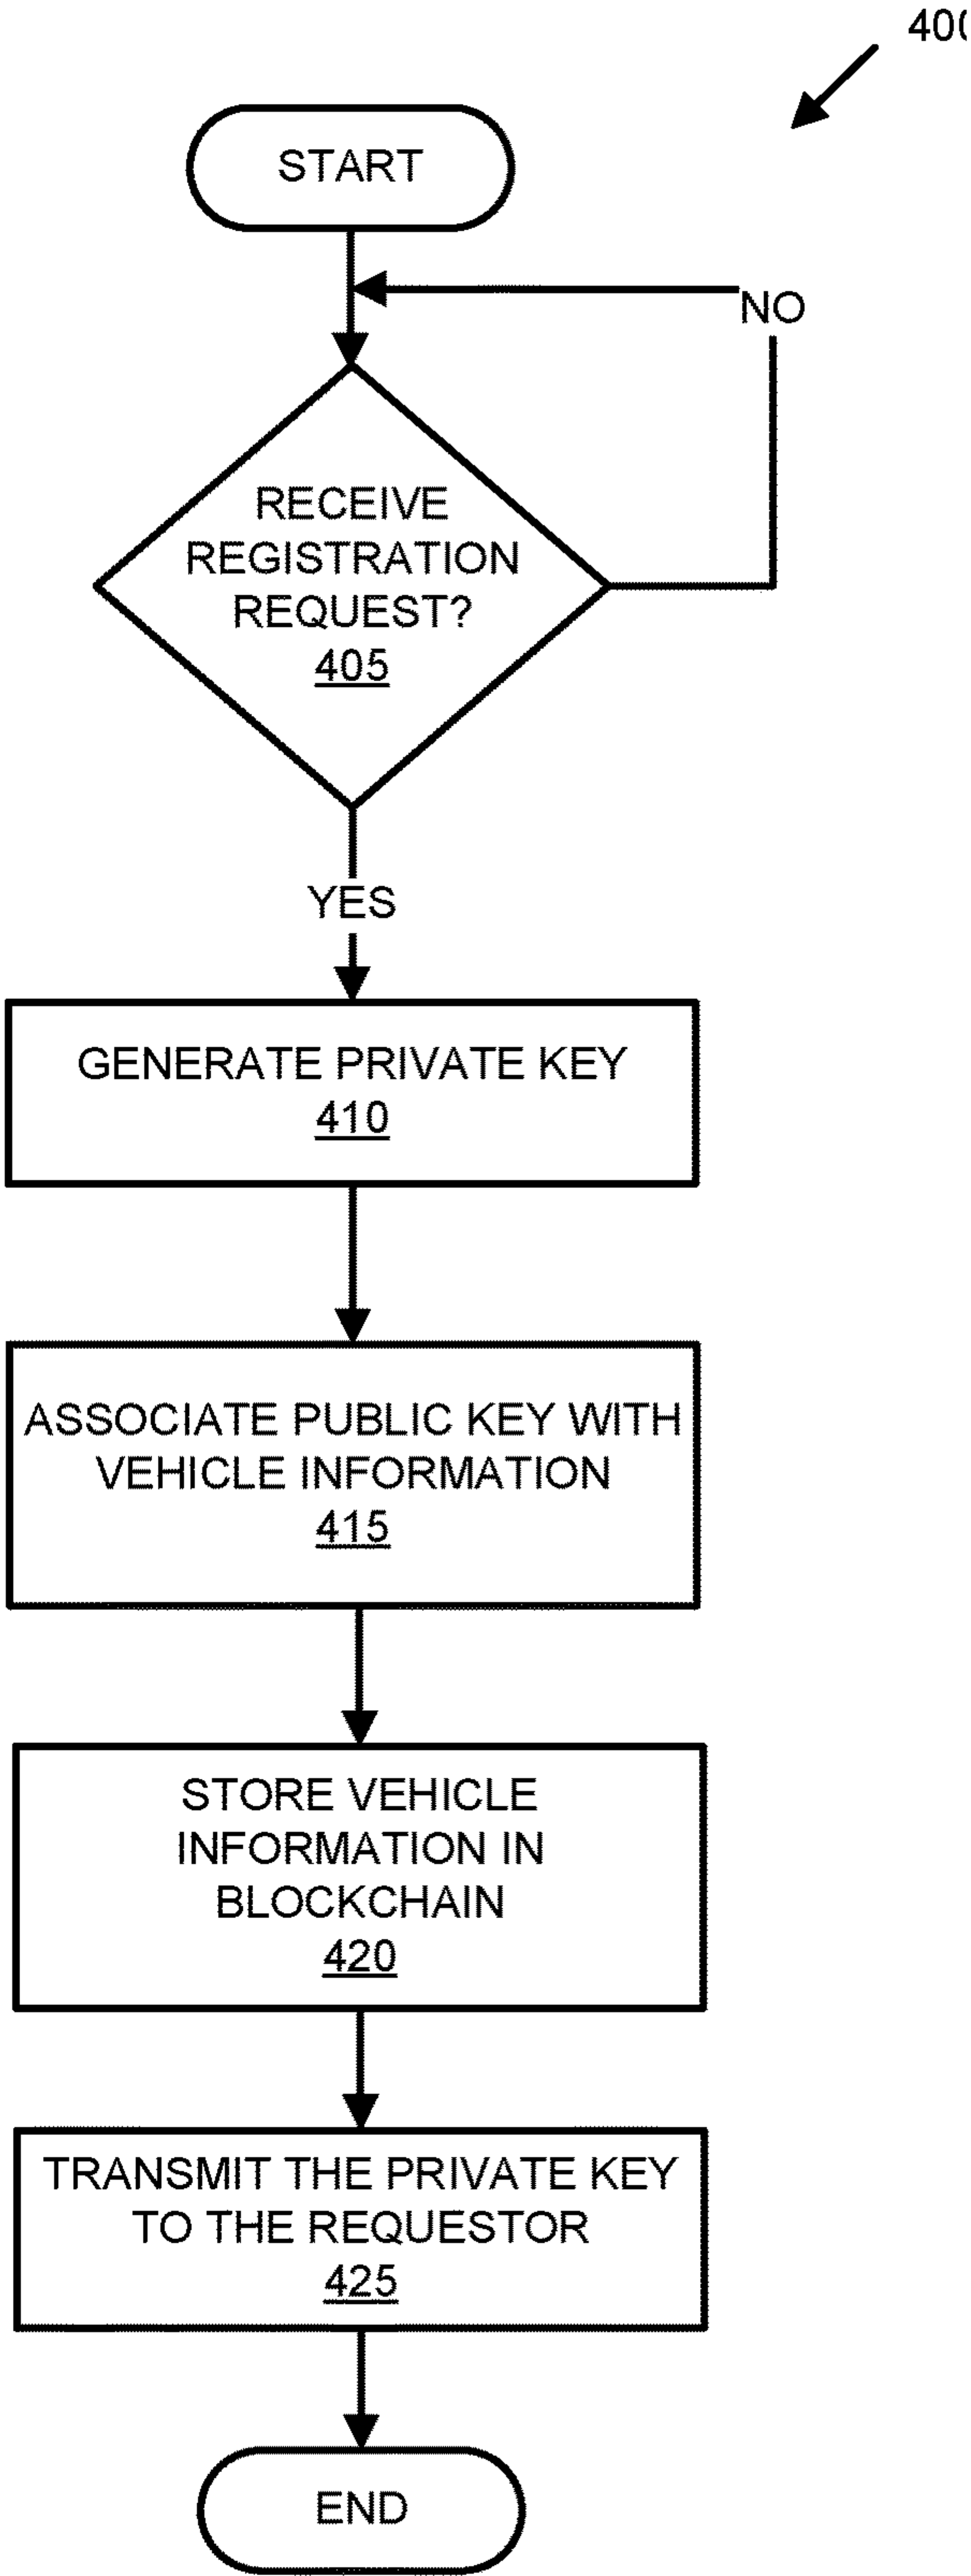 400
START
NO
RECEIVE
REGISTRATION
REQUEST?
405
YES
GENERATE PRIVATE KEY
410
ASSOCIATE PUBLIC KEY WITH
VEHICLE INFORMATION
415
STORE VEHICLE
INFORMATION IN
BLOCKCHAIN
420
TRANSMIT THE PRIVATE KEY
TO THE REQUESTOR
425
END